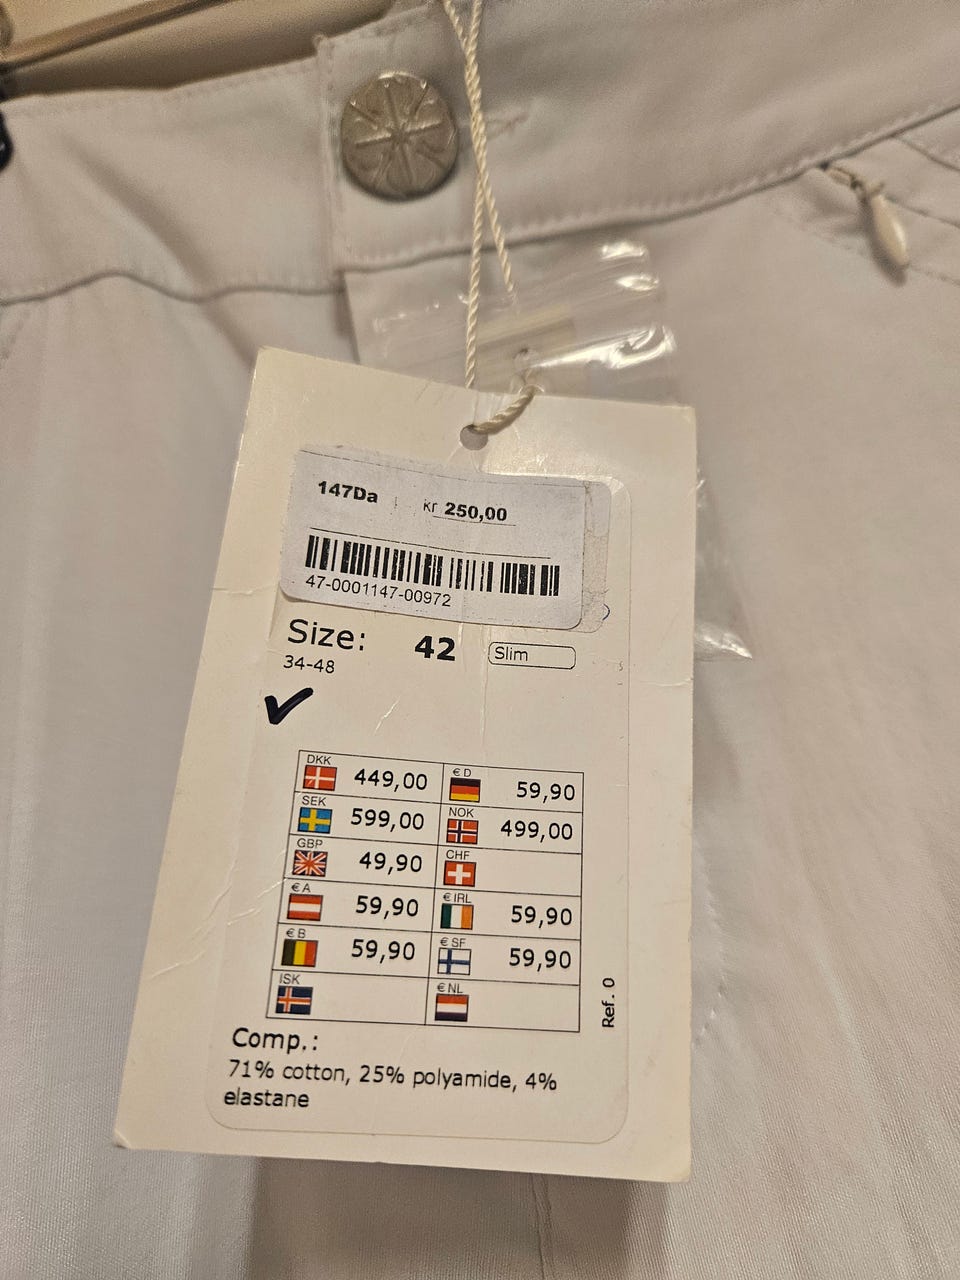 147Da kr 250,00
47-0001147-00972
Size: 42 Slim
34-48
DKK 449,00 € D 59,90
SEK 599,00 NOK 499,00
GBP 49,90 CHF
€ A 59,90 € IRL 59,90
€ B 59,90 € SF 59,90
ISK € NL
Ref. 0
Comp.:
71% cotton, 25% polyamide, 4%
elastane